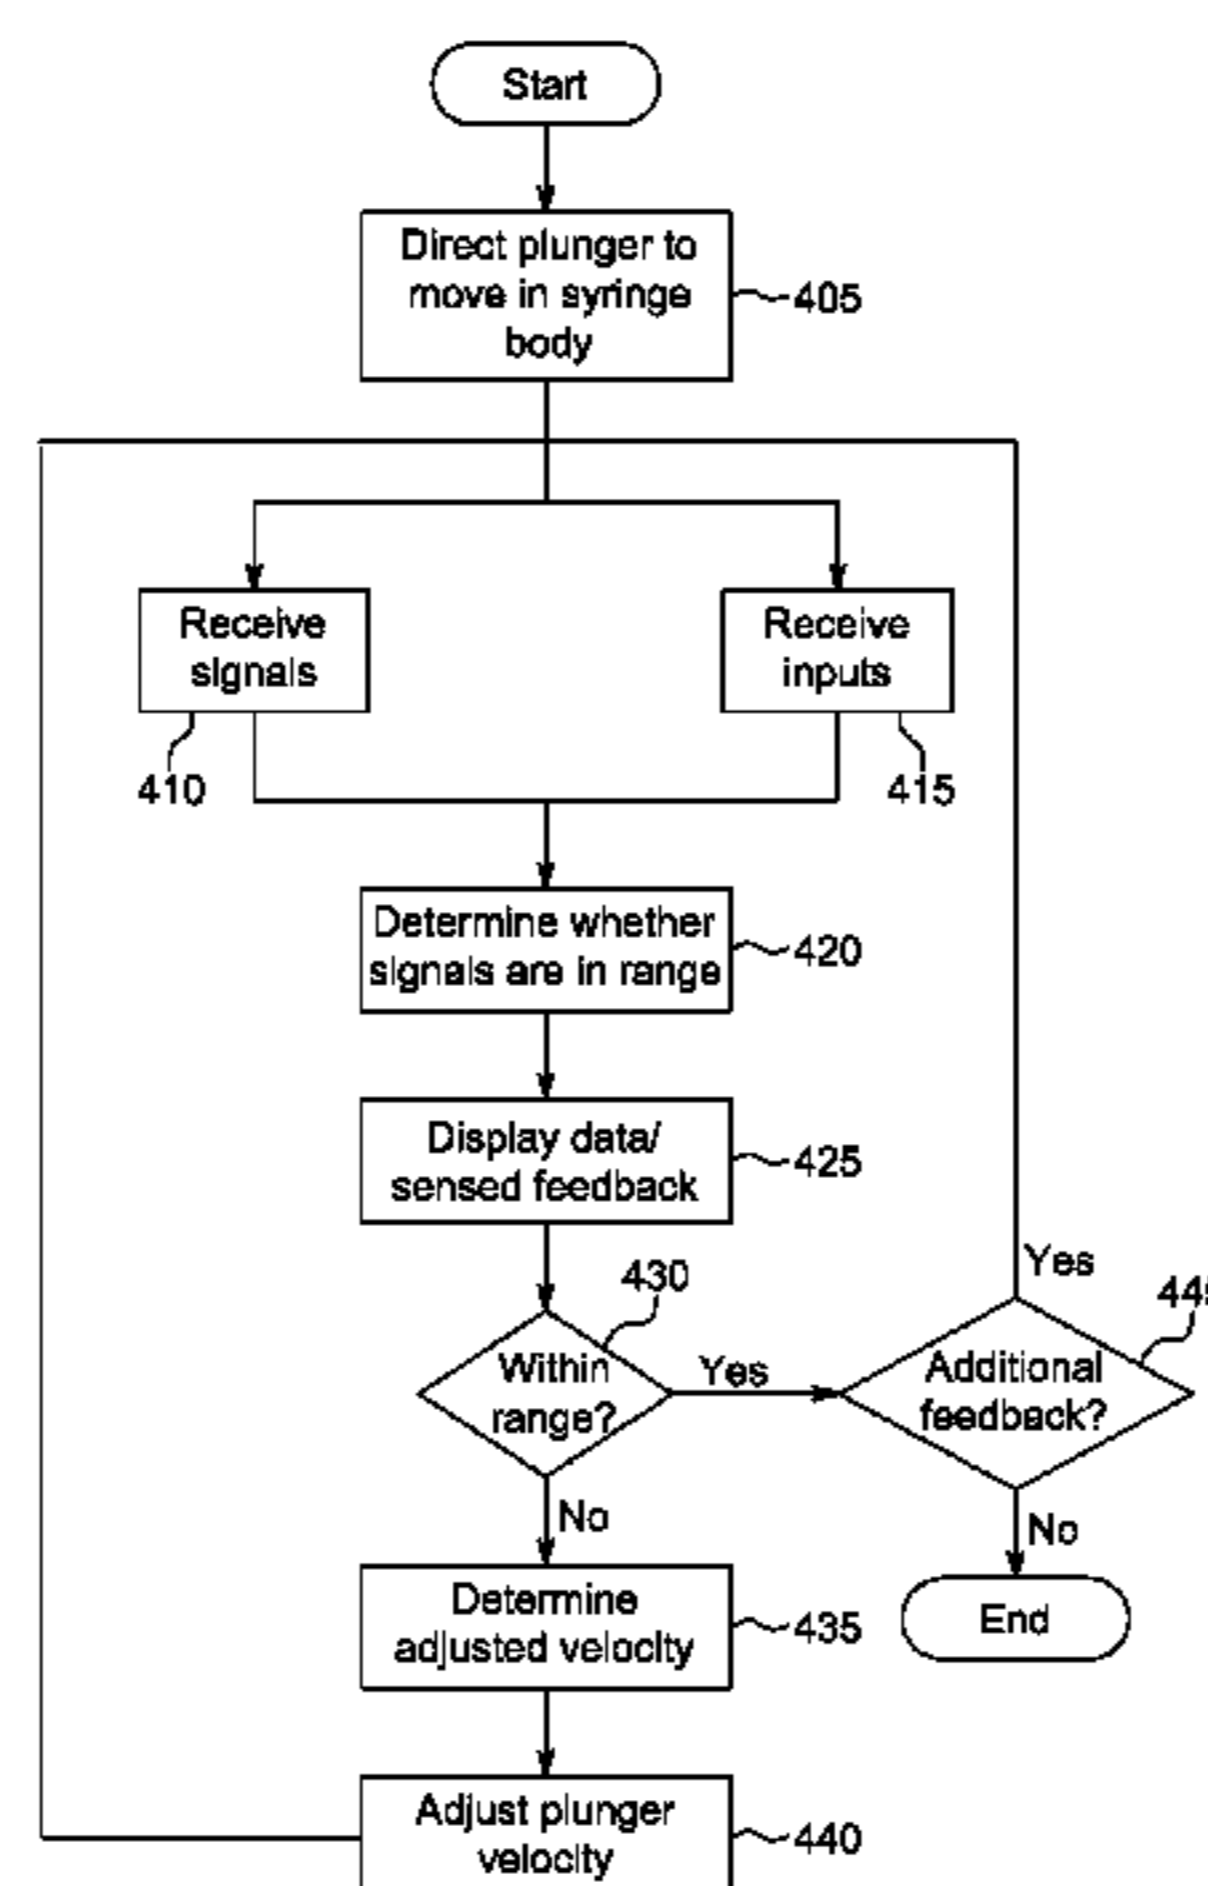 Start
Direct plunger to
move in syringe
body
405
Receive
signals
410
Receive
inputs
415
Determine whether
signals are in range
420
Display data/
sensed feedback
425
430
Within
range?
Yes
Yes
Additional
feedback?
No
No
End
Determine
adjusted velocity
435
Adjust plunger
velocity
440